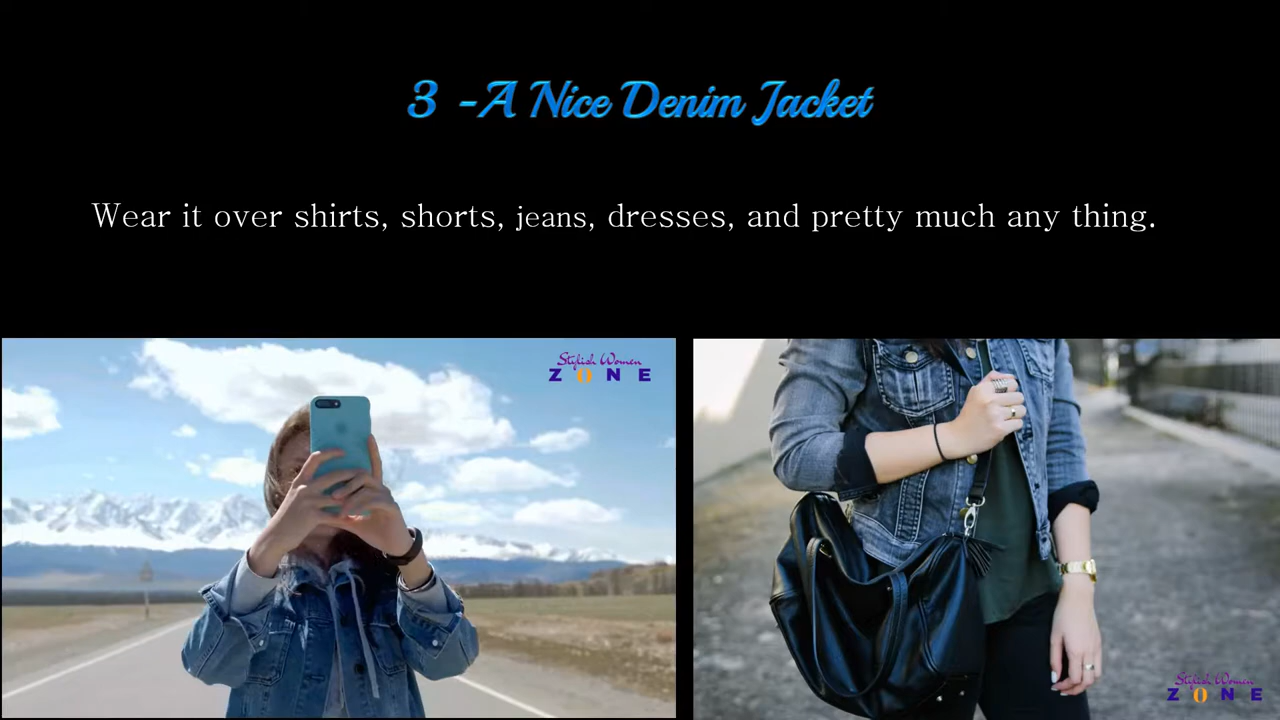 3 -A Nice Denim Jacket
Wear it over shirts, shorts, jeans, dresses, and pretty much any thing.
Stylish Women
ZONE
Stylish Women
ZONE